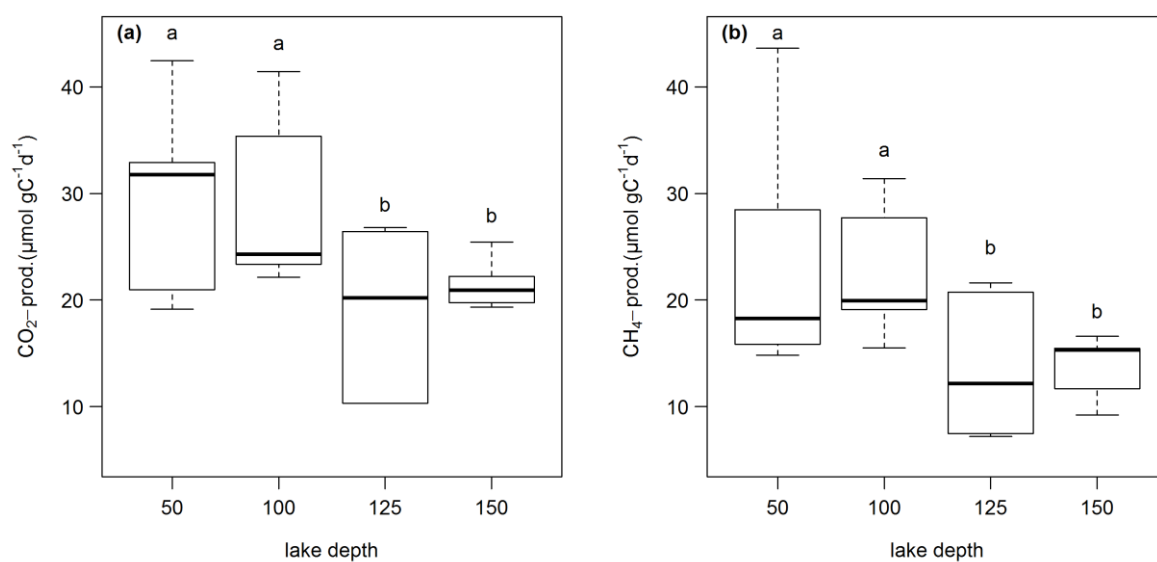 (a)
a
a
b
b
40
30
20
10
CO₂−prod.(µmol gC⁻¹d⁻¹)
50
100
125
150
lake depth
(b)
a
a
b
b
40
30
20
10
CH₄−prod.(µmol gC⁻¹d⁻¹)
50
100
125
150
lake depth